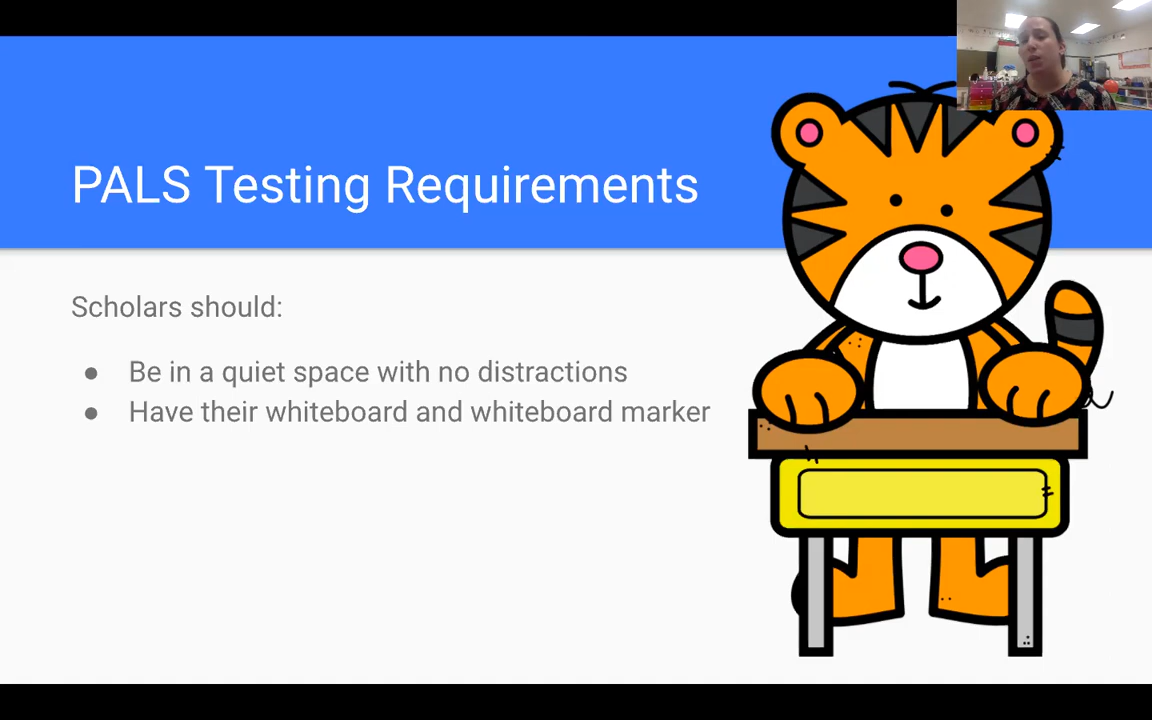 PALS Testing Requirements
Scholars should:
● Be in a quiet space with no distractions
● Have their whiteboard and whiteboard marker